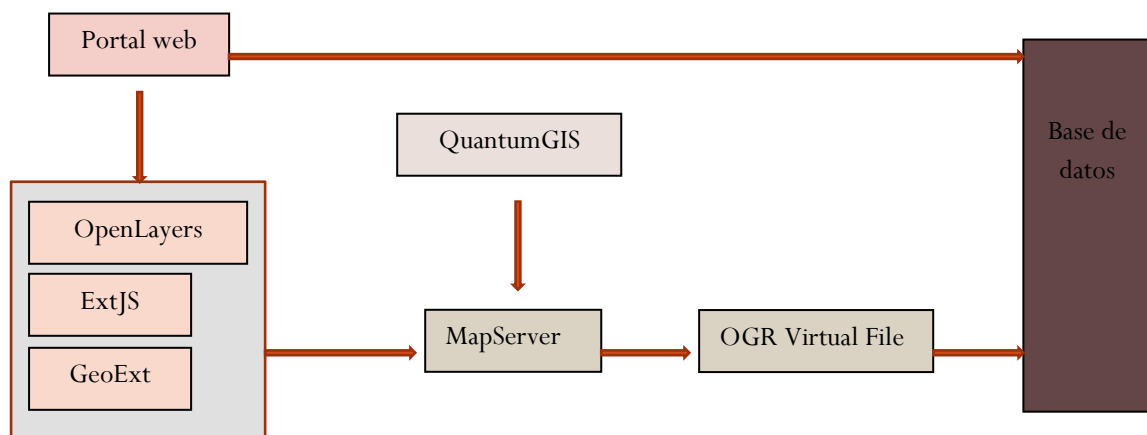 Portal web
QuantumGIS
Base de
datos
OpenLayers
ExtJS
GeoExt
MapServer
OGR Virtual File